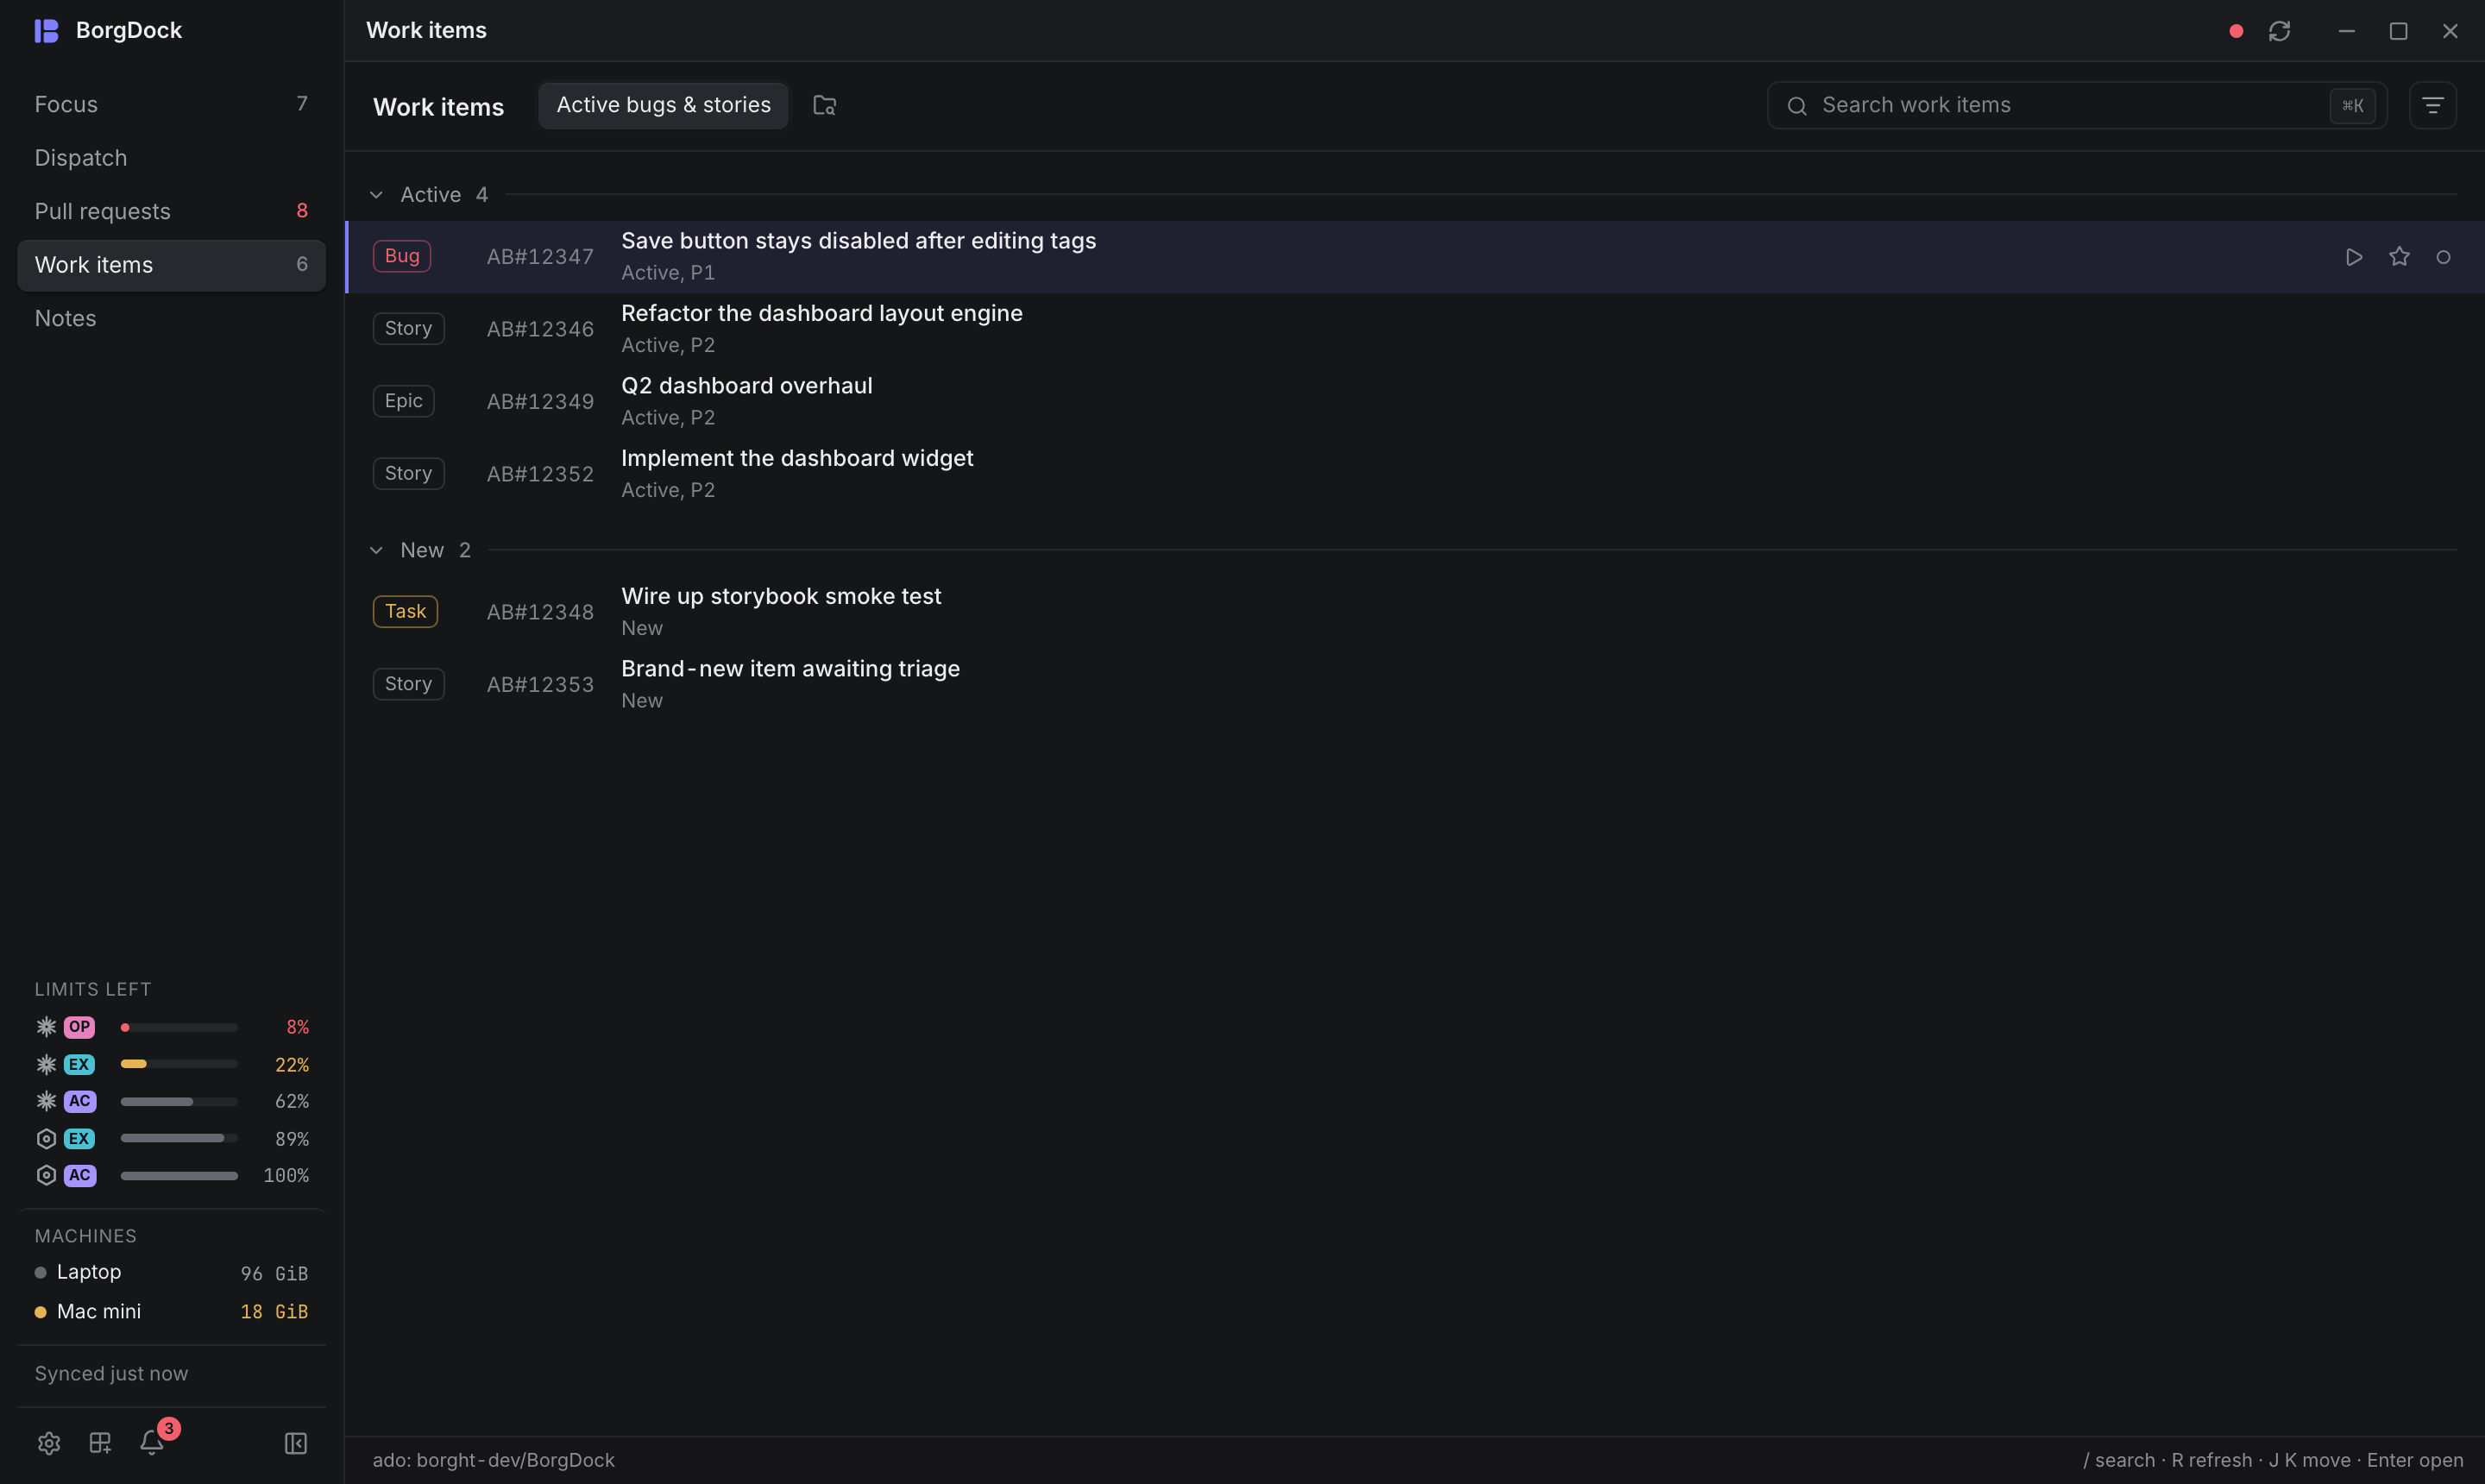 BorgDock
Work items
Focus 7
Dispatch
Pull requests 8
Work items 6
Notes
Work items
Active bugs & stories
Search work items
⌘K
Active 4
Bug AB#12347 Save button stays disabled after editing tags
Active, P1
Story AB#12346 Refactor the dashboard layout engine
Active, P2
Epic AB#12349 Q2 dashboard overhaul
Active, P2
Story AB#12352 Implement the dashboard widget
Active, P2
New 2
Task AB#12348 Wire up storybook smoke test
New
Story AB#12353 Brand-new item awaiting triage
New
LIMITS LEFT
OP 8%
EX 22%
AC 62%
EX 89%
AC 100%
MACHINES
Laptop 96 GiB
Mac mini 18 GiB
Synced just now
3
ado: borght-dev/BorgDock
/ search · R refresh · J K move · Enter open